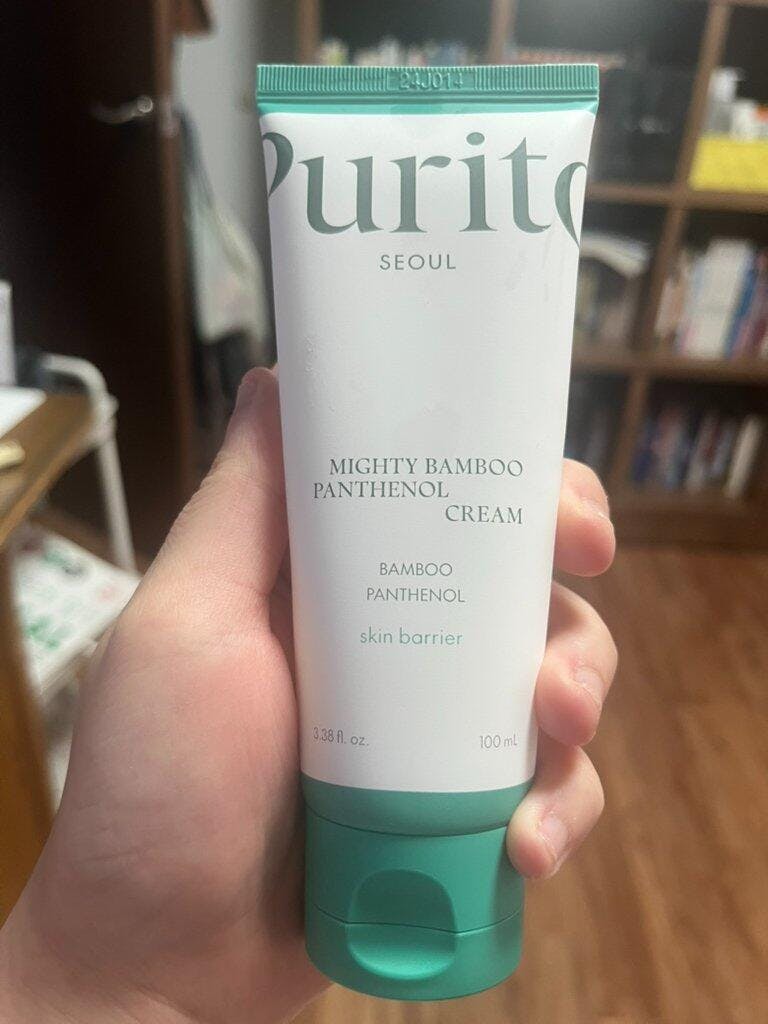 24J014
Purito
SEOUL
MIGHTY BAMBOO
PANTHENOL
CREAM
BAMBOO
PANTHENOL
skin barrier
3.38 fl. oz. 100 mL